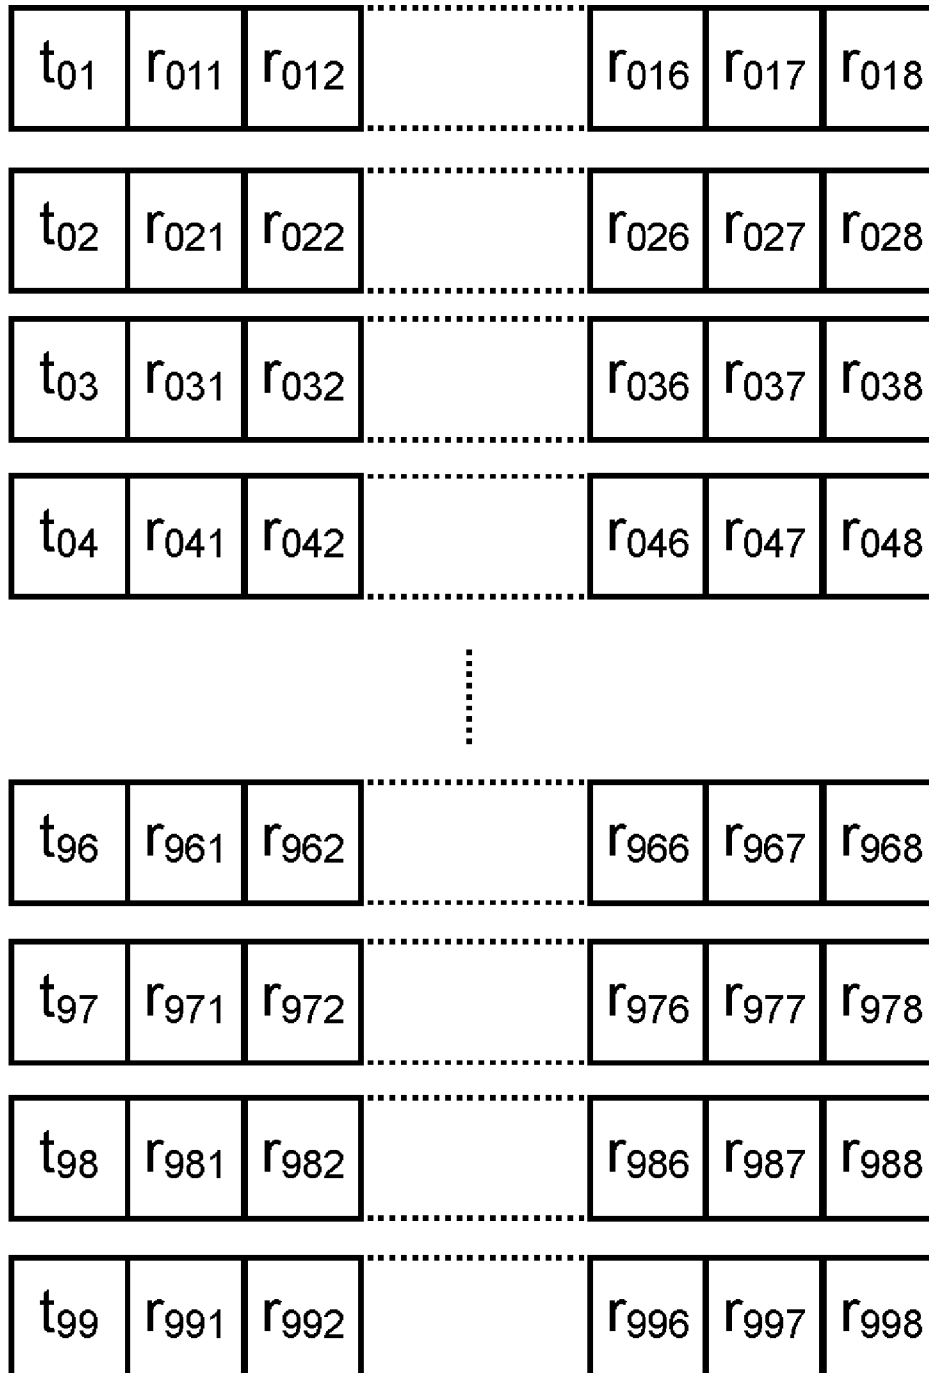 t01 r011 r012 r016 r017 r018
t02 r021 r022 r026 r027 r028
t03 r031 r032 r036 r037 r038
t04 r041 r042 r046 r047 r048
t96 r961 r962 r966 r967 r968
t97 r971 r972 r976 r977 r978
t98 r981 r982 r986 r987 r988
t99 r991 r992 r996 r997 r998